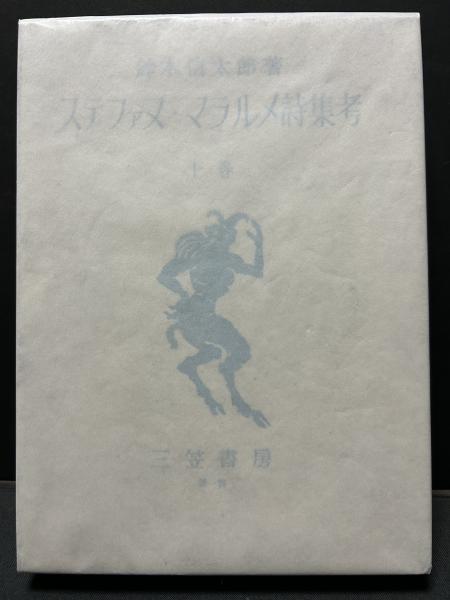 鈴木信太郎著
ステファヌ・マラルメ詩集考
上巻
三笠書房